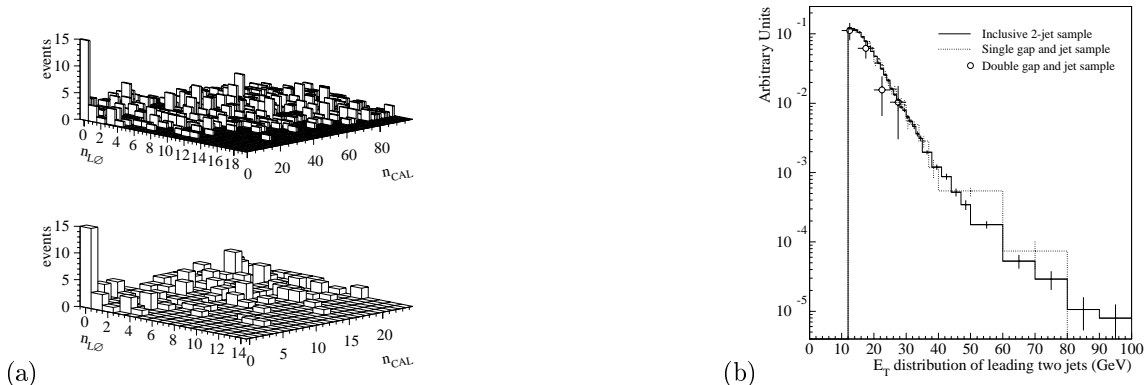 15
10
5
0
events
0 2 4 6 8 10 12 14 16 18
n_LØ
0 20 40 60 80
n_CAL
15
10
5
0
events
0 2 4 6 8 10 12 14
n_LØ
0 5 10 15 20
n_CAL
(a)
Arbitrary Units
10^-1
10^-2
10^-3
10^-4
10^-5
Inclusive 2-jet sample
Single gap and jet sample
Double gap and jet sample
0 10 20 30 40 50 60 70 80 90 100
E_T distribution of leading two jets (GeV)
(b)